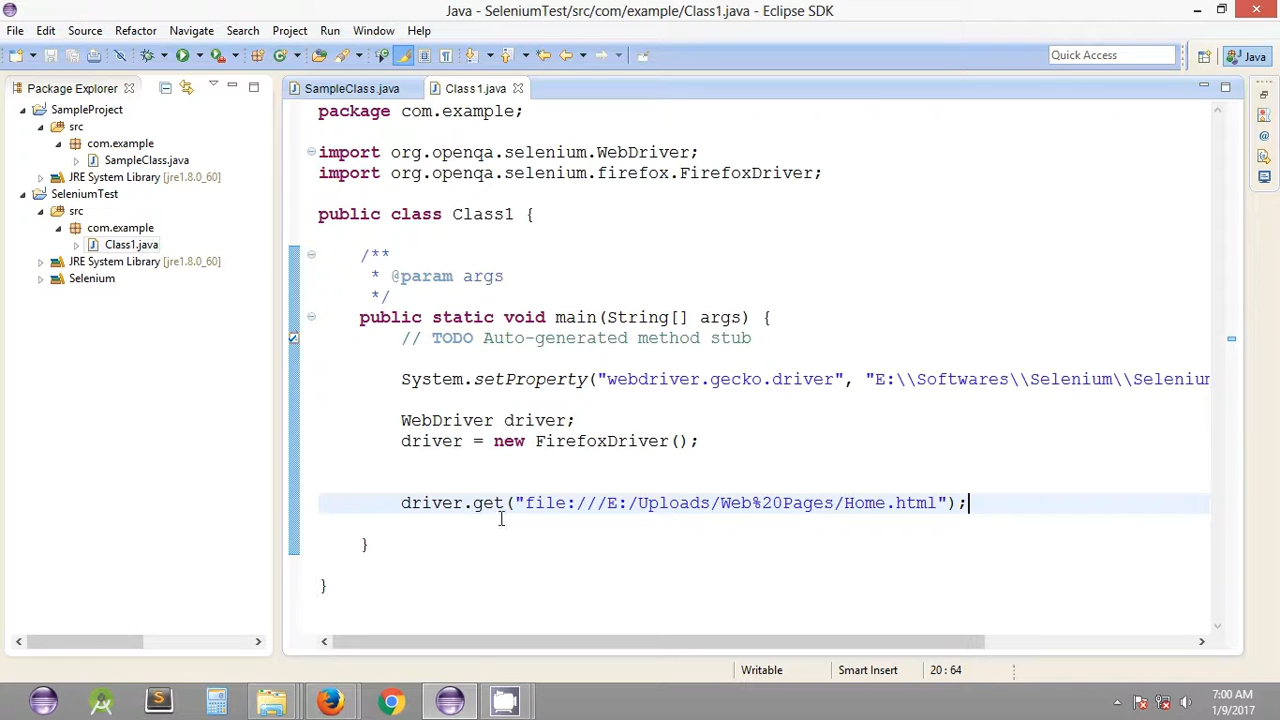 Java - SeleniumTest/src/com/example/Class1.java - Eclipse SDK
File Edit Source Refactor Navigate Search Project Run Window Help
Quick Access
Java
Package Explorer
SampleClass.java
Class1.java
SampleProject
src
com.example
SampleClass.java
JRE System Library [jre1.8.0_60]
SeleniumTest
src
com.example
Class1.java
JRE System Library [jre1.8.0_60]
Selenium
package com.example;
import org.openqa.selenium.WebDriver;
import org.openqa.selenium.firefox.FirefoxDriver;
public class Class1 {
/**
* @param args
*/
public static void main(String[] args) {
// TODO Auto-generated method stub
System.setProperty("webdriver.gecko.driver", "E:\\Softwares\\Selenium\\Selenium
WebDriver driver;
driver = new FirefoxDriver();
driver.get("file:///E:/Uploads/Web%20Pages/Home.html");
}
}
Writable
Smart Insert
20 : 64
7:00 AM
1/9/2017